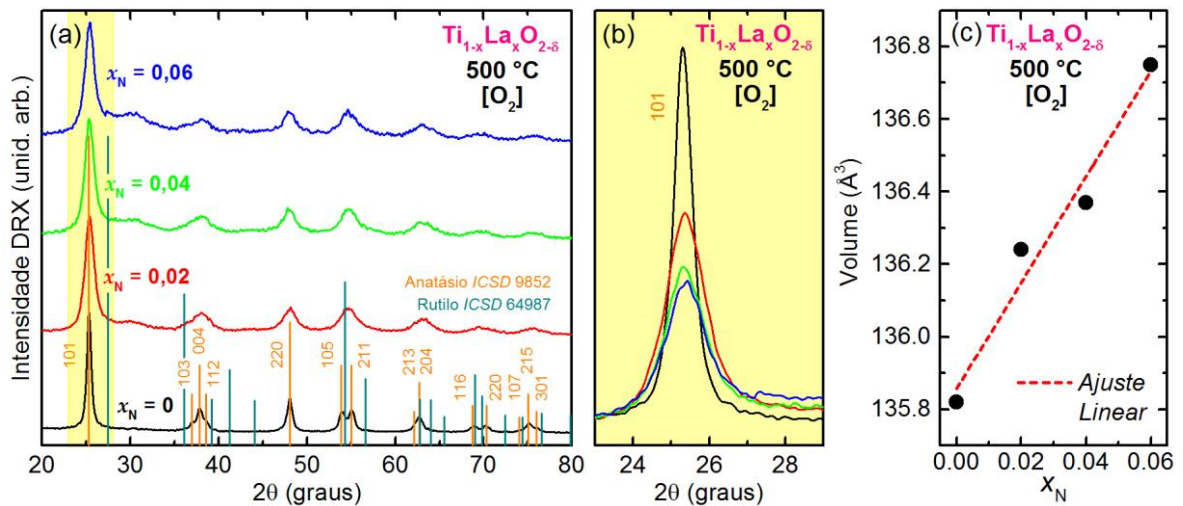 (a)
Ti1-xLaxO2-δ
500 °C
[O2]
xN = 0,06
xN = 0,04
xN = 0,02
xN = 0
Anatásio ICSD 9852
Rutilo ICSD 64987
101
103
004
112
220
105
211
213
204
116
220
107
215
301
Intensidade DRX (unid. arb.)
20 30 40 50 60 70 80
2θ (graus)
(b)
Ti1-xLaxO2-δ
500 °C
[O2]
101
24 26 28
2θ (graus)
(c)
Ti1-xLaxO2-δ
500 °C
[O2]
136.8
136.6
136.4
136.2
136.0
135.8
Volume (Å³)
Ajuste
Linear
0.00 0.02 0.04 0.06
xN